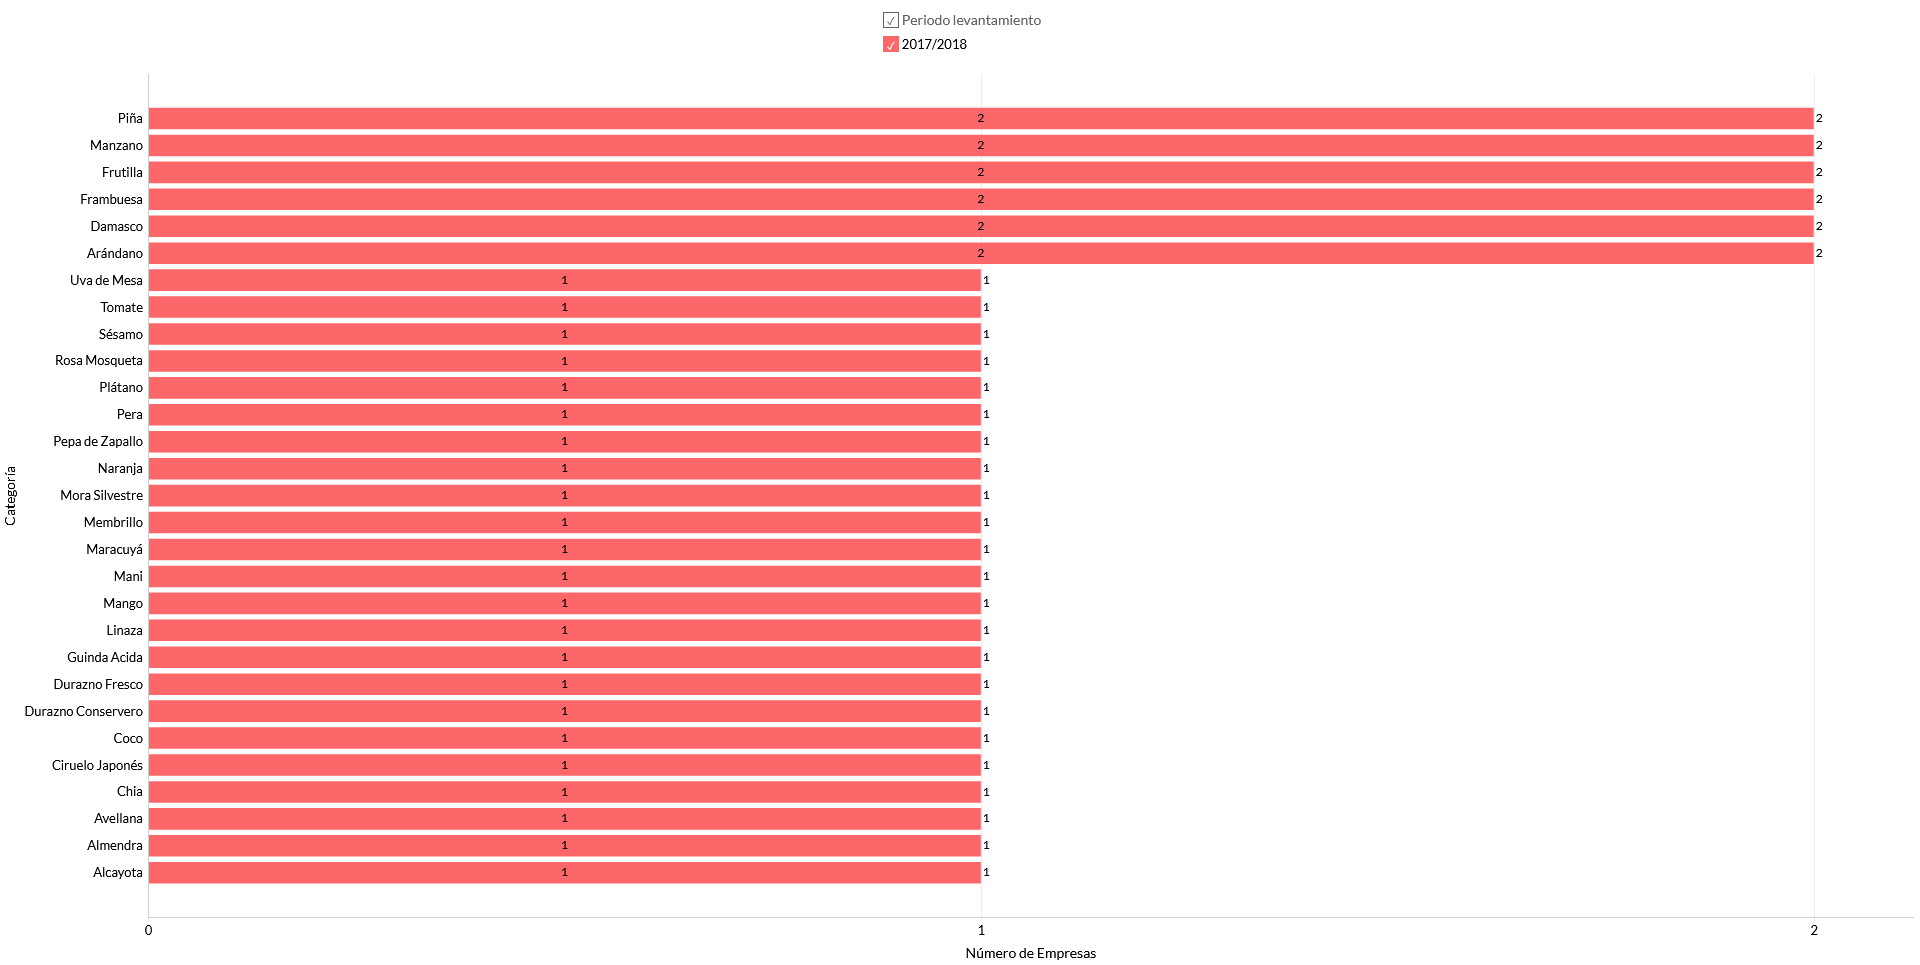 Periodo levantamiento
2017/2018
Piña 2 2
Manzano 2 2
Frutilla 2 2
Frambuesa 2 2
Damasco 2 2
Arándano 2 2
Uva de Mesa 1 1
Tomate 1 1
Sésamo 1 1
Rosa Mosqueta 1 1
Plátano 1 1
Pera 1 1
Pepa de Zapallo 1 1
Naranja 1 1
Mora Silvestre 1 1
Membrillo 1 1
Maracuyá 1 1
Mani 1 1
Mango 1 1
Linaza 1 1
Guinda Acida 1 1
Durazno Fresco 1 1
Durazno Conservero 1 1
Coco 1 1
Ciruelo Japonés 1 1
Chia 1 1
Avellana 1 1
Almendra 1 1
Alcayota 1 1
Categoría
0 1 2
Número de Empresas